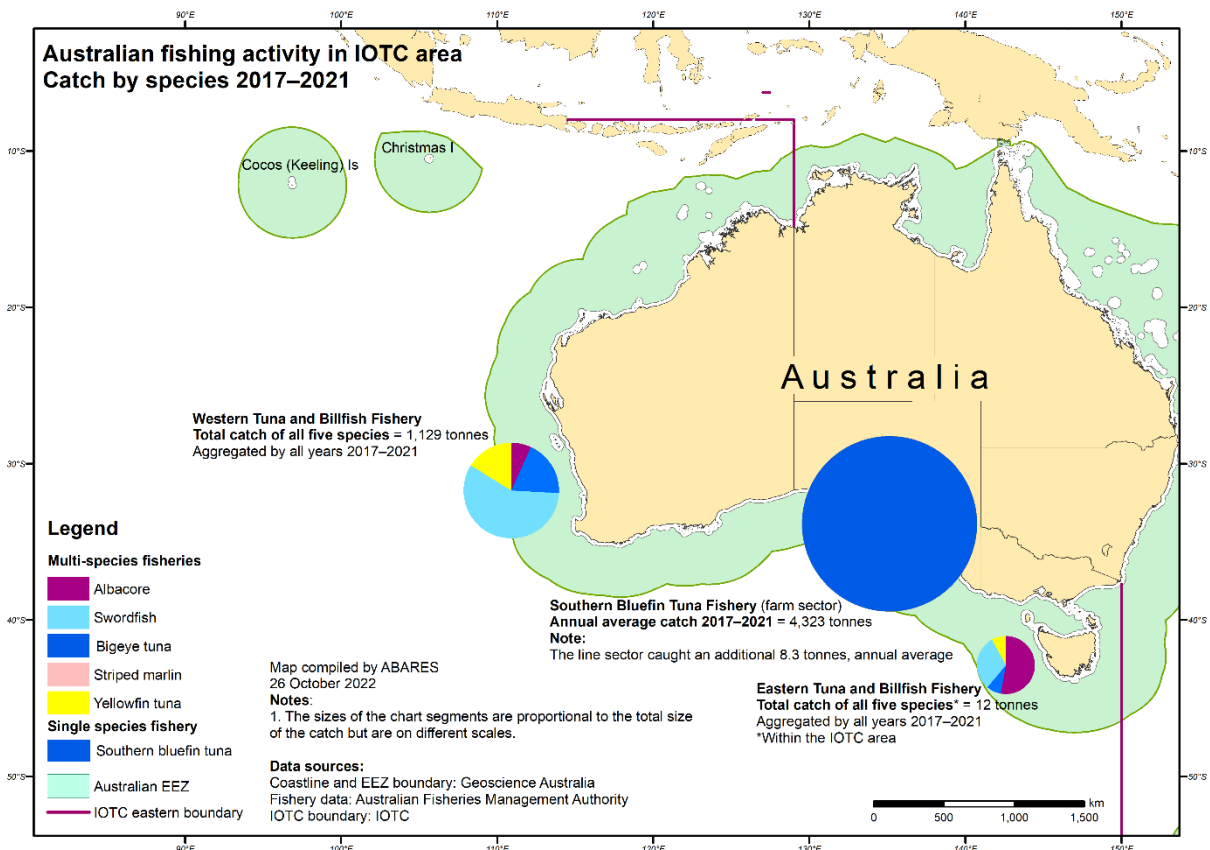 90°E 100°E 110°E 120°E 130°E 140°E 150°E
Australian fishing activity in IOTC area
Catch by species 2017–2021
10°S 10°S
Cocos (Keeling) Is
Christmas I
20°S 20°S
Australia
Western Tuna and Billfish Fishery
Total catch of all five species = 1,129 tonnes
Aggregated by all years 2017–2021
30°S 30°S
Legend
Multi-species fisheries
Albacore
Swordfish
Bigeye tuna
Striped marlin
Yellowfin tuna
Single species fishery
Southern bluefin tuna
Australian EEZ
IOTC eastern boundary
Map compiled by ABARES
26 October 2022
Notes:
1. The sizes of the chart segments are proportional to the total size
of the catch but are on different scales.
Data sources:
Coastline and EEZ boundary: Geoscience Australia
Fishery data: Australian Fisheries Management Authority
IOTC boundary: IOTC
Southern Bluefin Tuna Fishery (farm sector)
Annual average catch 2017–2021 = 4,323 tonnes
Note:
The line sector caught an additional 8.3 tonnes, annual average
40°S 40°S
Eastern Tuna and Billfish Fishery
Total catch of all five species* = 12 tonnes
Aggregated by all years 2017–2021
*Within the IOTC area
50°S 50°S
km
0 500 1,000 1,500
90°E 100°E 110°E 120°E 130°E 140°E 150°E